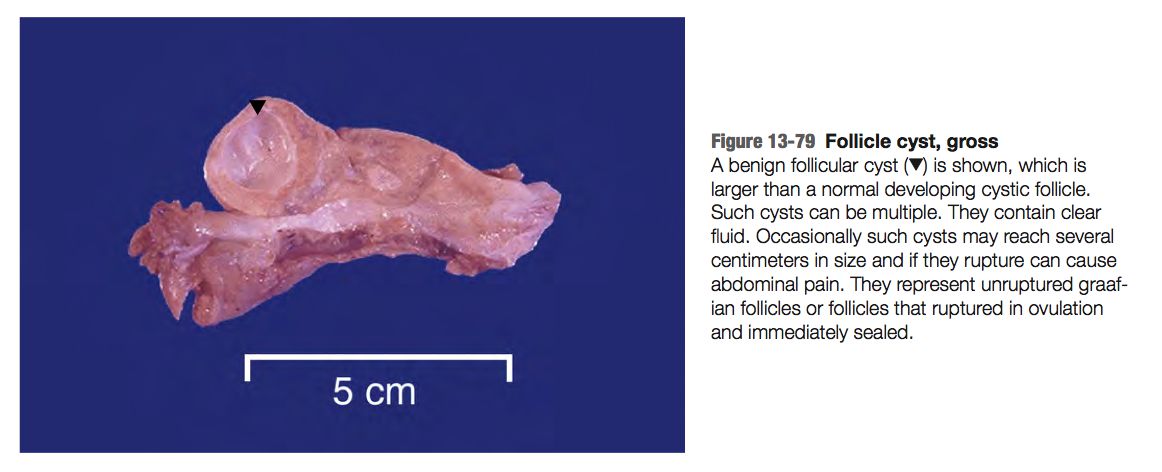 5 cm
Figure 13-79 Follicle cyst, gross
A benign follicular cyst (▼) is shown, which is
larger than a normal developing cystic follicle.
Such cysts can be multiple. They contain clear
fluid. Occasionally such cysts may reach several
centimeters in size and if they rupture can cause
abdominal pain. They represent unruptured graaf-
ian follicles or follicles that ruptured in ovulation
and immediately sealed.